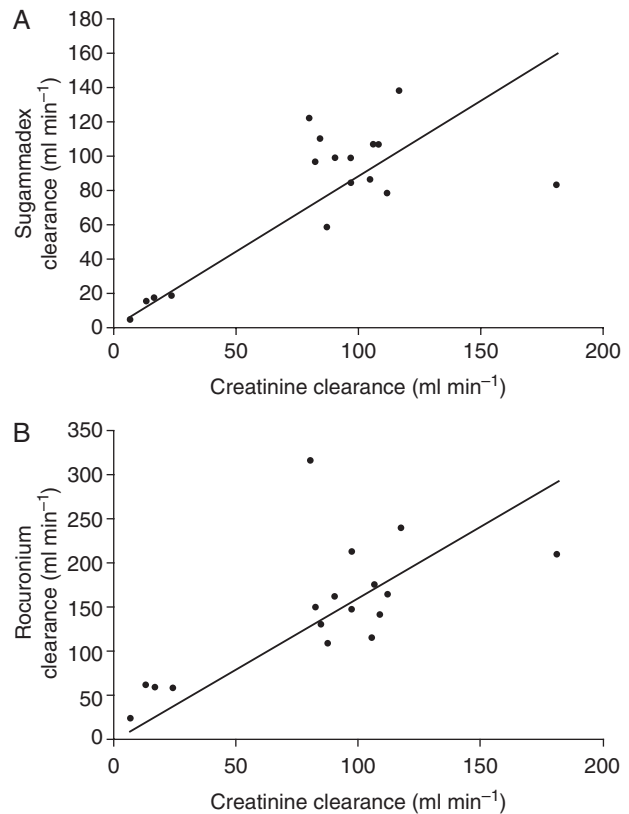 A
180
160
140
120
100
80
60
40
20
0
Sugammadex
clearance (ml min⁻¹)
0 50 100 150 200
Creatinine clearance (ml min⁻¹)
B
350
300
250
200
150
100
50
0
Rocuronium
clearance (ml min⁻¹)
0 50 100 150 200
Creatinine clearance (ml min⁻¹)